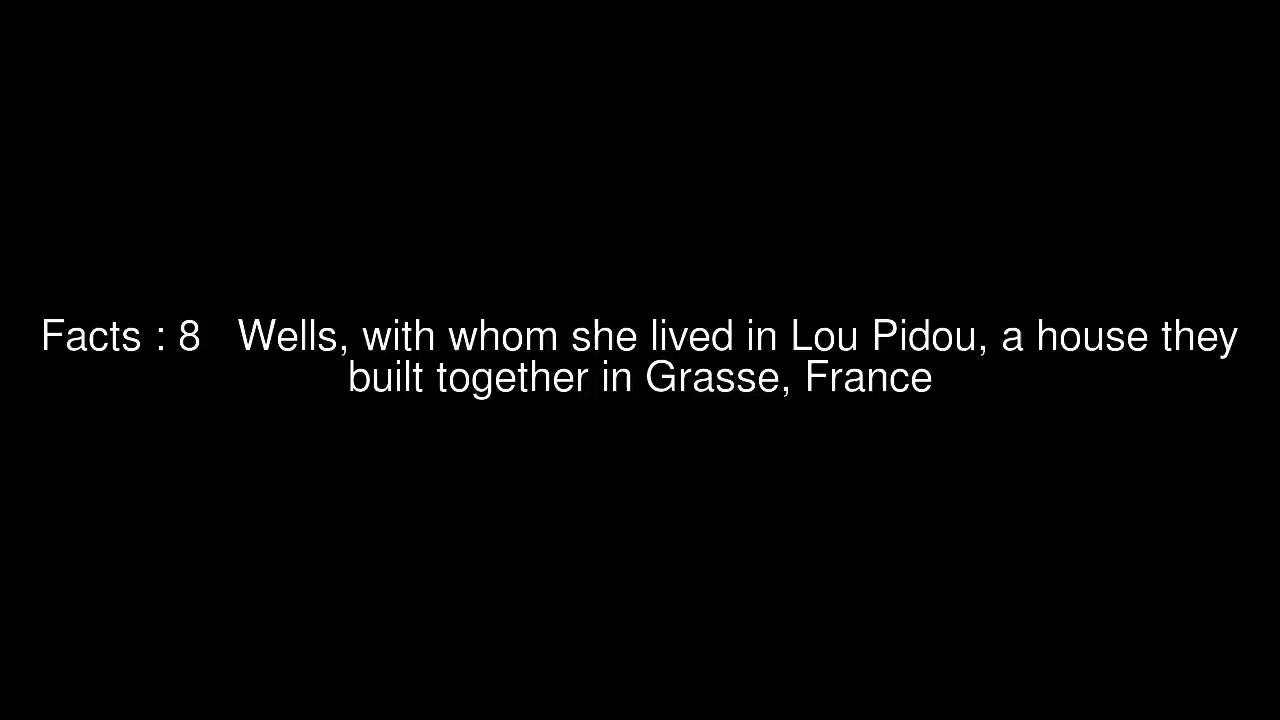 Facts : 8   Wells, with whom she lived in Lou Pidou, a house they
built together in Grasse, France